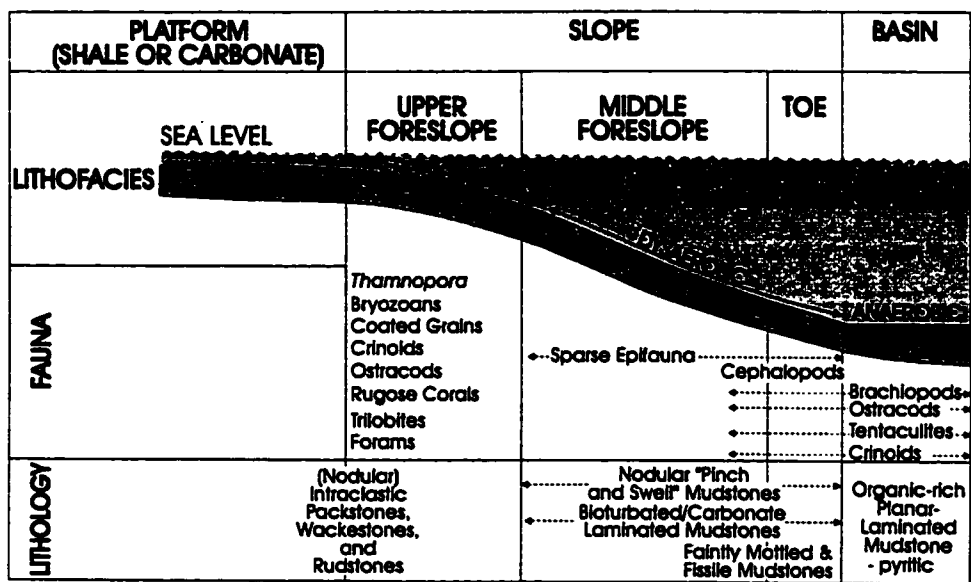 PLATFORM
(SHALE OR CARBONATE)
SLOPE
BASIN
UPPER
FORESLOPE
MIDDLE
FORESLOPE
TOE
SEA LEVEL
LITHOFACIES
ANAEROBIC
FAUNA
Thamnopora
Bryozoans
Coated Grains
Crinoids
Ostracods
Rugose Corals
Trilobites
Forams
Sparse Epifauna
Cephalopods
Brachiopods
Ostracods
Tentaculites
Crinoids
LITHOLOGY
(Nodular)
Intraclastic
Packstones,
Wackestones,
and
Rudstones
Nodular "Pinch
and Swell" Mudstones
Bioturbated/Carbonate
Laminated Mudstones
Faintly Mottled &
Fissile Mudstones
Organic-rich
Planar-
Laminated
Mudstone
- pyritic